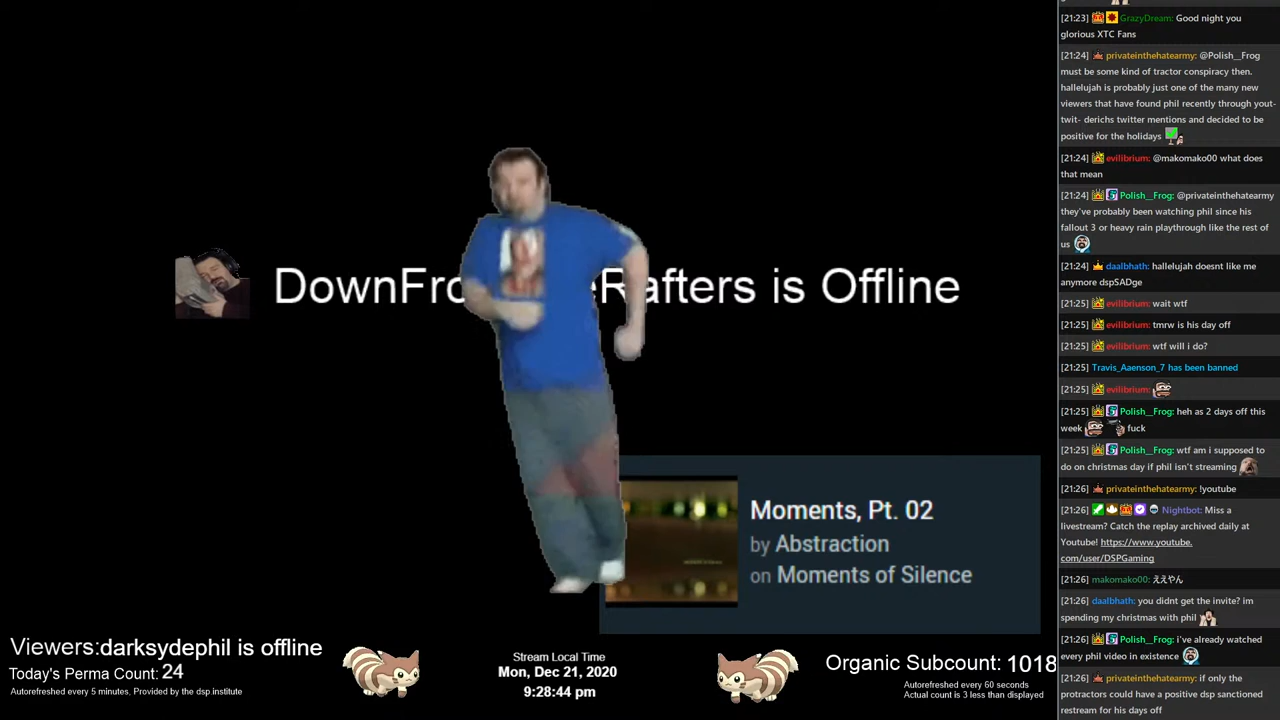 DownFro eRafters is Offline
Moments, Pt. 02
by Abstraction
on Moments of Silence
Viewers:darksydephil is offline
Today's Perma Count: 24
Autorefreshed every 5 minutes, Provided by the dsp institute
Stream Local Time
Mon, Dec 21, 2020
9:28:44 pm
Organic Subcount: 1018
Autorefreshed every 60 seconds
Actual count is 3 less than displayed
[21:23] GrazyDream: Good night you
glorious XTC Fans
[21:24] privateinthehatearmy: @Polish__Frog
must be some kind of tractor conspiracy then.
hallelujah is probably just one of the many new
viewers that have found phil recently through yout-
twit- derichs twitter mentions and decided to be
positive for the holidays
[21:24] evilibrium: @makomako00 what does
that mean
[21:24] Polish__Frog: @privateinthehatearmy
they've probably been watching phil since his
fallout 3 or heavy rain playthrough like the rest of
us
[21:24] daalbhath: hallelujah doesnt like me
anymore dspSADge
[21:25] evilibrium: wait wtf
[21:25] evilibrium: tmrw is his day off
[21:25] evilibrium: wtf will i do?
Travis_Aaenson_7 has been banned
[21:25] evilibrium:
[21:25] Polish__Frog: heh as 2 days off this
week fuck
[21:25] Polish__Frog: wtf am i supposed to
do on christmas day if phil isn't streaming
[21:26] privateinthehatearmy: !youtube
[21:26] Nightbot: Miss a
livestream? Catch the replay archived daily at
Youtube! https://www.youtube.
com/user/DSPGaming
[21:26] makomako00: ええやん
[21:26] daalbhath: you didnt get the invite? im
spending my christmas with phil
[21:26] Polish__Frog: i've already watched
every phil video in existence
[21:26] privateinthehatearmy: if only the
protractors could have a positive dsp sanctioned
restream for his days off